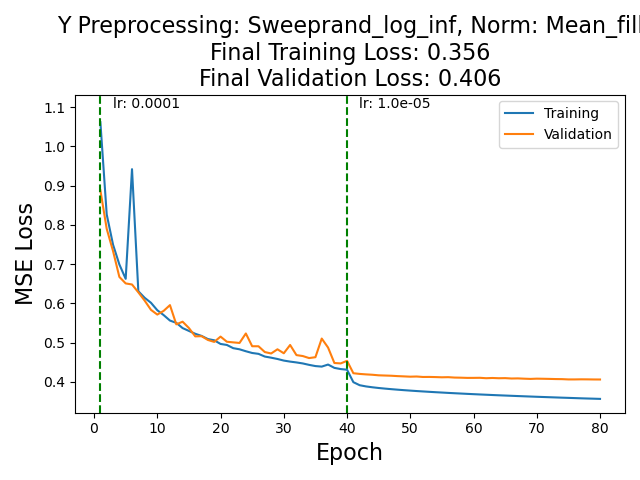 Y Preprocessing: Sweeprand_log_inf, Norm: Mean_fill
Final Training Loss: 0.356
Final Validation Loss: 0.406
lr: 0.0001
lr: 1.0e-05
Training
Validation
MSE Loss
1.1
1.0
0.9
0.8
0.7
0.6
0.5
0.4
0 10 20 30 40 50 60 70 80
Epoch